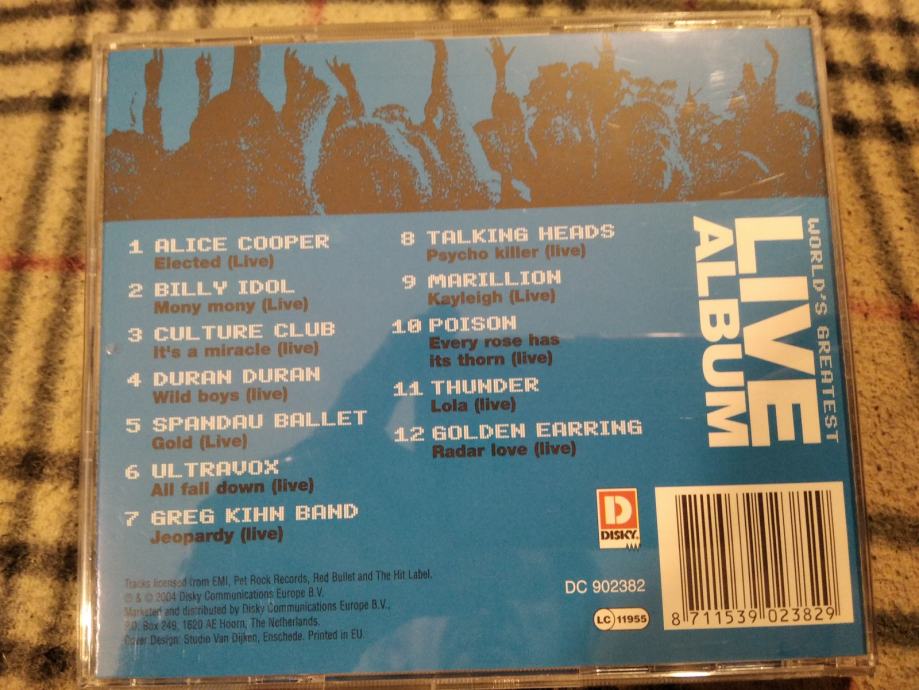 1 ALICE COOPER
Elected (Live)
2 BILLY IDOL
Mony mony (Live)
3 CULTURE CLUB
It's a miracle (live)
4 DURAN DURAN
Wild boys (live)
5 SPANDAU BALLET
Gold (Live)
6 ULTRAVOX
All fall down (live)
7 GREG KIHN BAND
Jeopardy (live)
8 TALKING HEADS
Psycho killer (live)
9 MARILLION
Kayleigh (Live)
10 POISON
Every rose has
its thorn (live)
11 THUNDER
Lola (live)
12 GOLDEN EARRING
Radar love (live)
WORLD'S GREATEST
LIVE
ALBUM
Tracks licensed from EMI, Pet Rock Records, Red Bullet and The Hit Label.
℗ & © 2004 Disky Communications Europe B.V.
Marketed and distributed by Disky Communications Europe B.V.,
P.O. Box 249, 1620 AE Hoorn, The Netherlands.
Cover Design: Studio Van Dijken, Enschede. Printed in EU.
D
DISKY
DC 902382
LC 11955
8 711539 023829